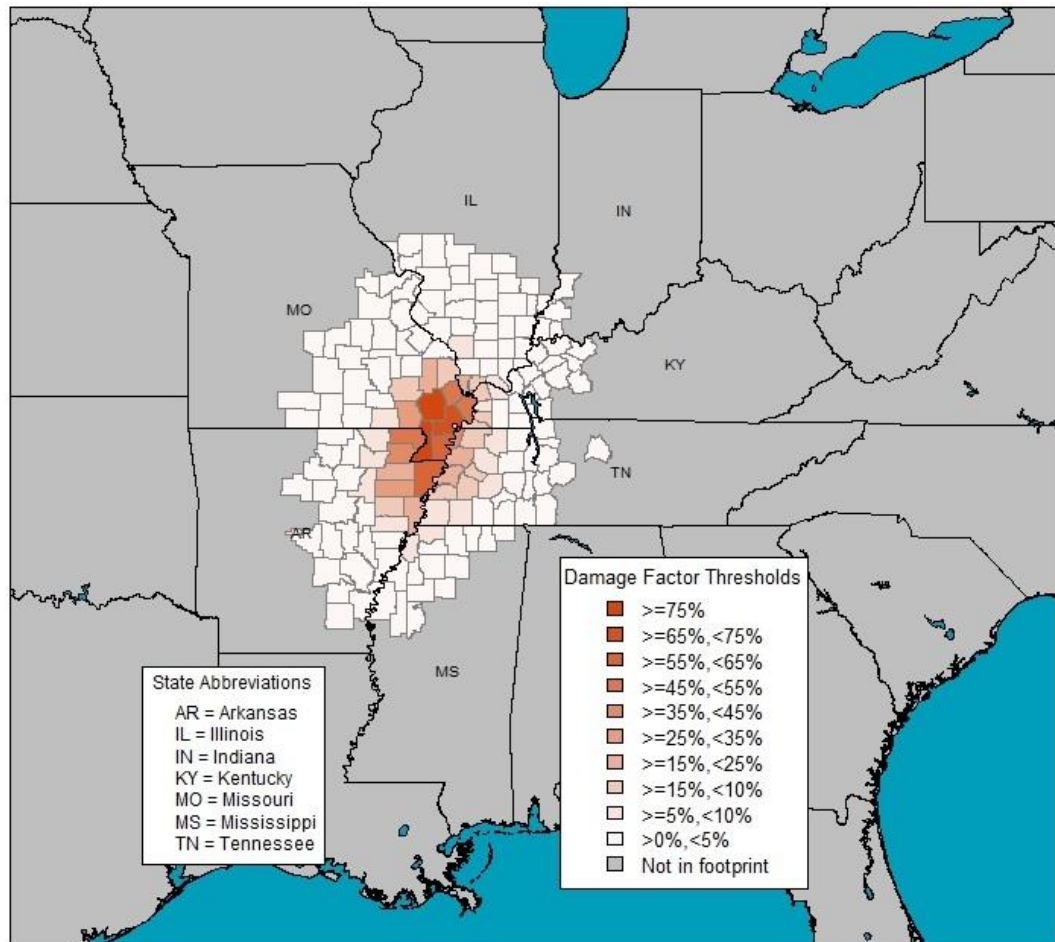 IL
IN
MO
KY
TN
AR
MS
Damage Factor Thresholds
>=75%
>=65%,<75%
>=55%,<65%
>=45%,<55%
>=35%,<45%
>=25%,<35%
>=15%,<25%
>=15%,<10%
>=5%,<10%
>0%,<5%
Not in footprint
State Abbreviations
AR = Arkansas
IL = Illinois
IN = Indiana
KY = Kentucky
MO = Missouri
MS = Mississippi
TN = Tennessee